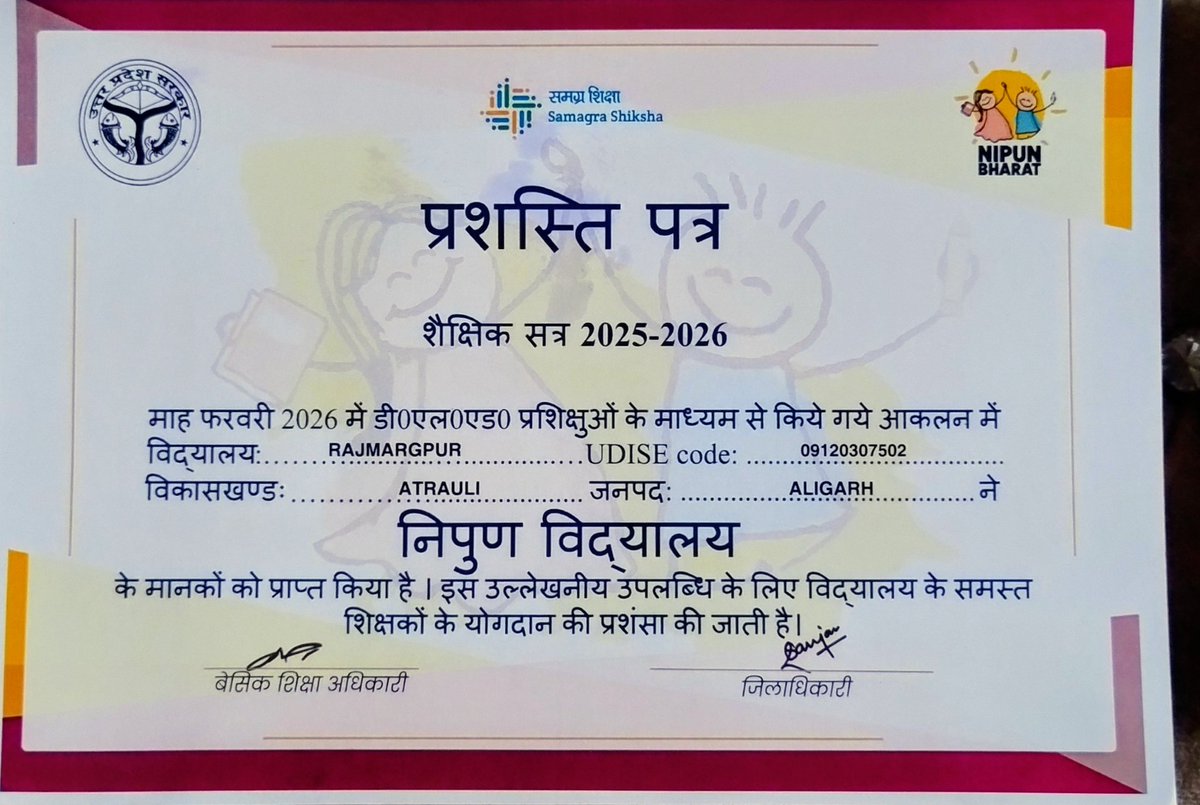 उत्तर प्रदेश सरकार
समग्र शिक्षा
Samagra Shiksha
NIPUN
BHARAT
प्रशस्ति पत्र
शैक्षिक सत्र 2025-2026
माह फरवरी 2026 में डी0एल0एड0 प्रशिक्षुओं के माध्यम से किये गये आकलन में
विद्यालय:..... RAJMARGPUR .....UDISE code: ..... 09120307502 .....
विकासखण्डः..... ATRAULI ..... जनपद: ..... ALIGARH ..... ने
निपुण विद्यालय
के मानकों को प्राप्त किया है । इस उल्लेखनीय उपलब्धि के लिए विद्यालय के समस्त
शिक्षकों के योगदान की प्रशंसा की जाती है।
बेसिक शिक्षा अधिकारी
जिलाधिकारी